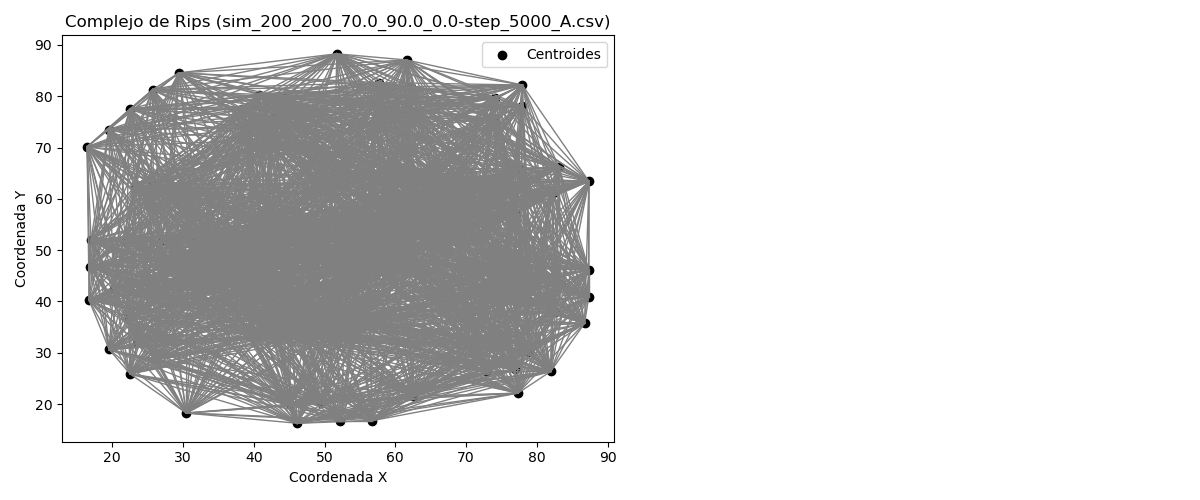 Complejo de Rips (sim_200_200_70.0_90.0_0.0-step_5000_A.csv)
Centroides
90
80
70
60
50
40
30
20
Coordenada Y
20 30 40 50 60 70 80 90
Coordenada X